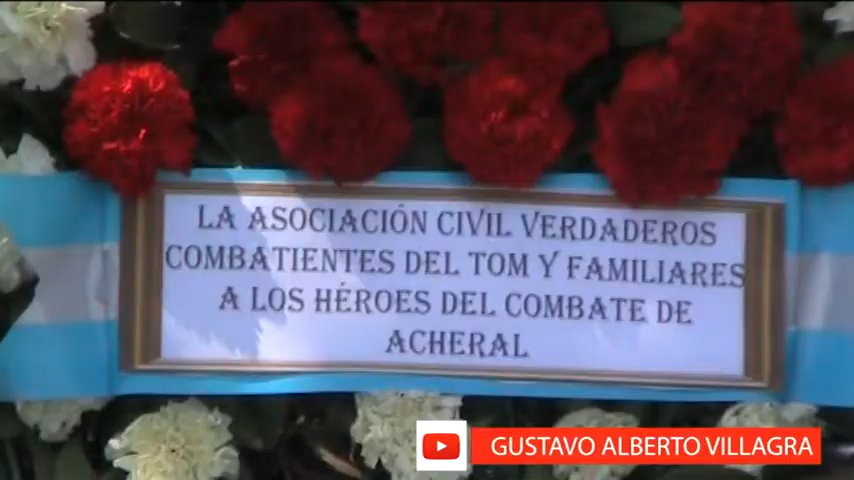 LA ASOCIACIÓN CIVIL VERDADEROS
COMBATIENTES DEL TOM Y FAMILIARES
A LOS HÉROES DEL COMBATE DE
ACHERAL
GUSTAVO ALBERTO VILLAGRA